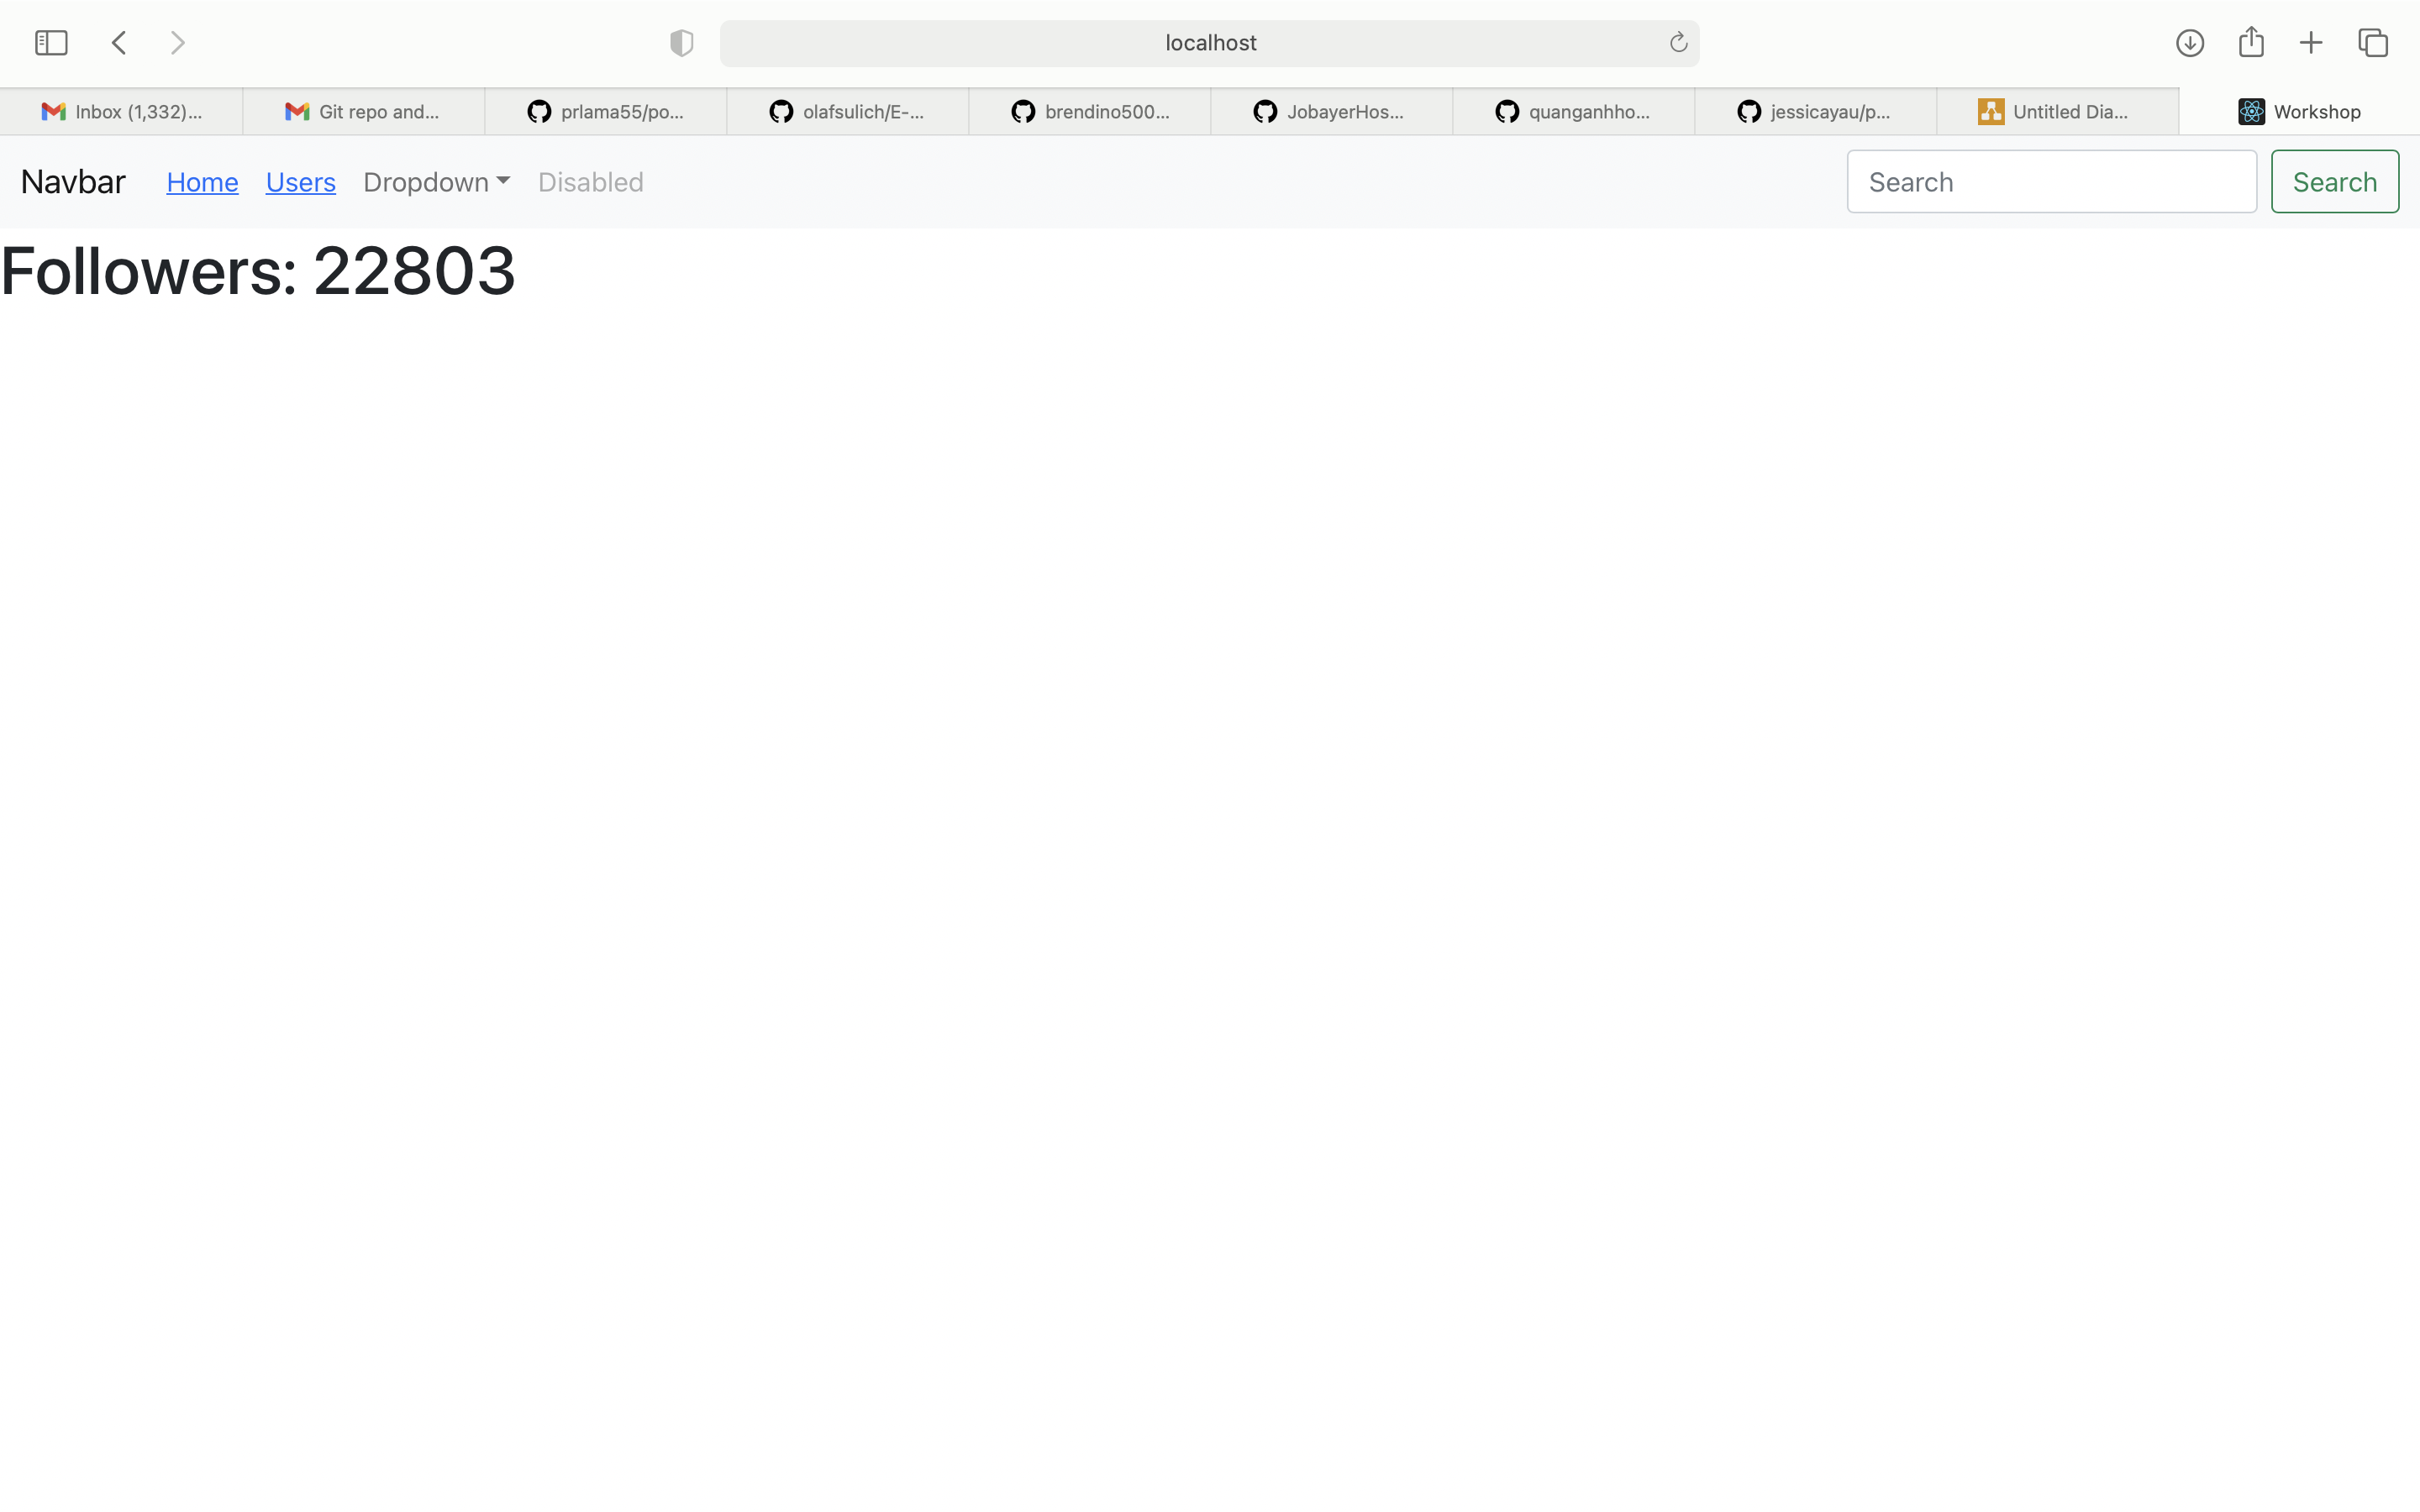 localhost
Inbox (1,332)... Git repo and... prlama55/po... olafsulich/E-... brendino500... JobayerHos... quanganhho... jessicayau/p... Untitled Dia... Workshop
Navbar Home Users Dropdown Disabled Search Search
Followers: 22803